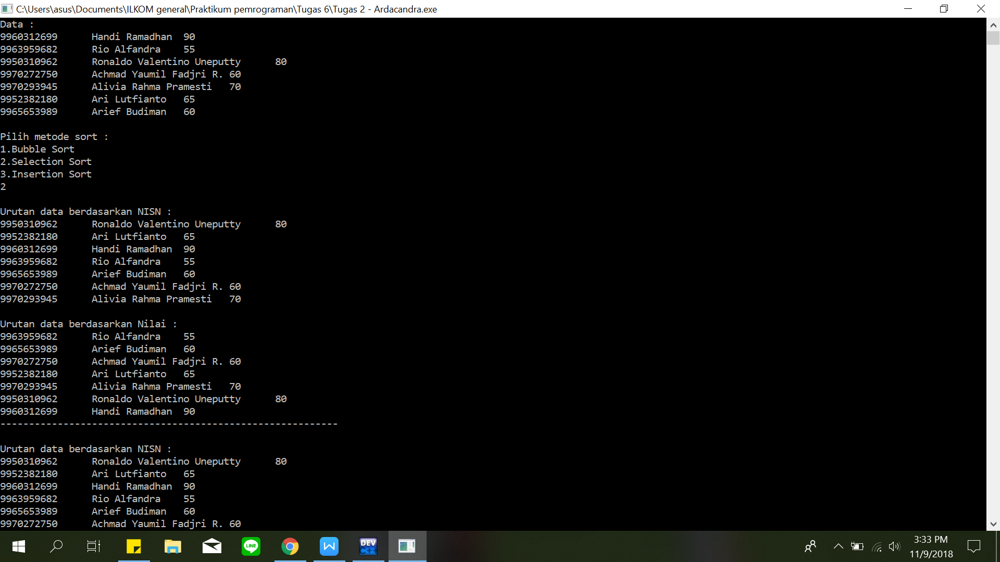 C:\Users\asus\Documents\ILKOM general\Praktikum pemrograman\Tugas 6\Tugas 2 - Ardacandra.exe
Data :
9960312699      Handi Ramadhan  90
9963959682      Rio Alfandra    55
9950310962      Ronaldo Valentino Uneputty      80
9970272750      Achmad Yaumil Fadjri R. 60
9970293945      Alivia Rahma Pramesti   70
9952382180      Ari Lutfianto   65
9965653989      Arief Budiman   60
Pilih metode sort :
1.Bubble Sort
2.Selection Sort
3.Insertion Sort
2
Urutan data berdasarkan NISN :
9950310962      Ronaldo Valentino Uneputty      80
9952382180      Ari Lutfianto   65
9960312699      Handi Ramadhan  90
9963959682      Rio Alfandra    55
9965653989      Arief Budiman   60
9970272750      Achmad Yaumil Fadjri R. 60
9970293945      Alivia Rahma Pramesti   70
Urutan data berdasarkan Nilai :
9963959682      Rio Alfandra    55
9965653989      Arief Budiman   60
9970272750      Achmad Yaumil Fadjri R. 60
9952382180      Ari Lutfianto   65
9970293945      Alivia Rahma Pramesti   70
9950310962      Ronaldo Valentino Uneputty      80
9960312699      Handi Ramadhan  90
-----------------------------------------------------------
Urutan data berdasarkan NISN :
9950310962      Ronaldo Valentino Uneputty      80
9952382180      Ari Lutfianto   65
9960312699      Handi Ramadhan  90
9963959682      Rio Alfandra    55
9965653989      Arief Budiman   60
9970272750      Achmad Yaumil Fadjri R. 60
LINE
W
DEV C++
3:33 PM
11/9/2018